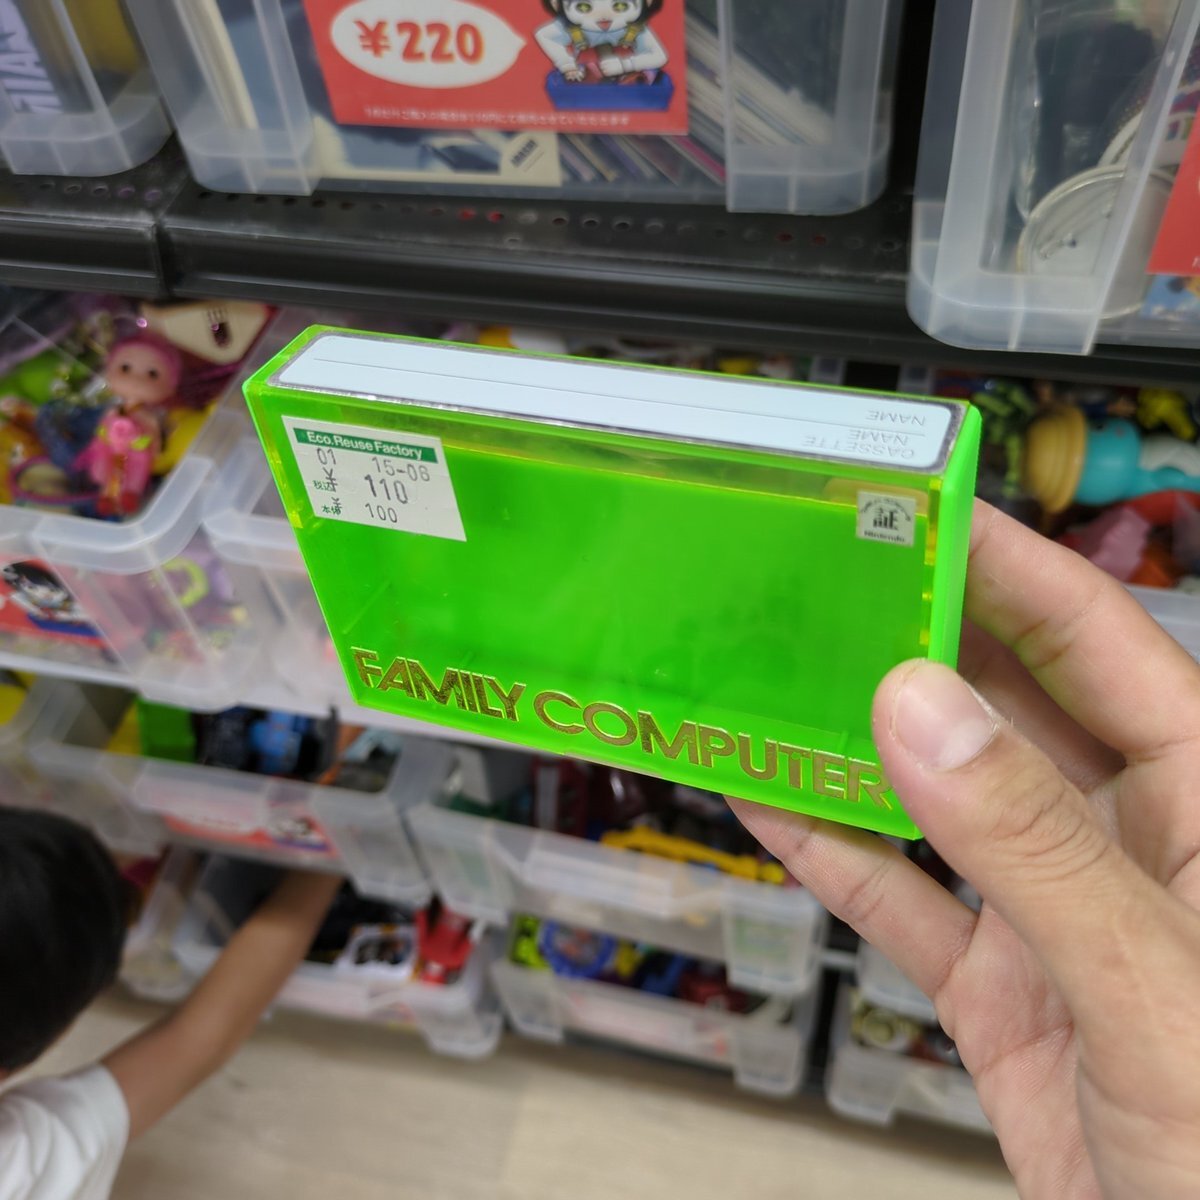 ¥220
Eco.Reuse Factory
01 15-08
税込 ¥ 110
本体 ¥ 100
NAME
CASSETTE NAME
証
Nintendo
FAMILY COMPUTER